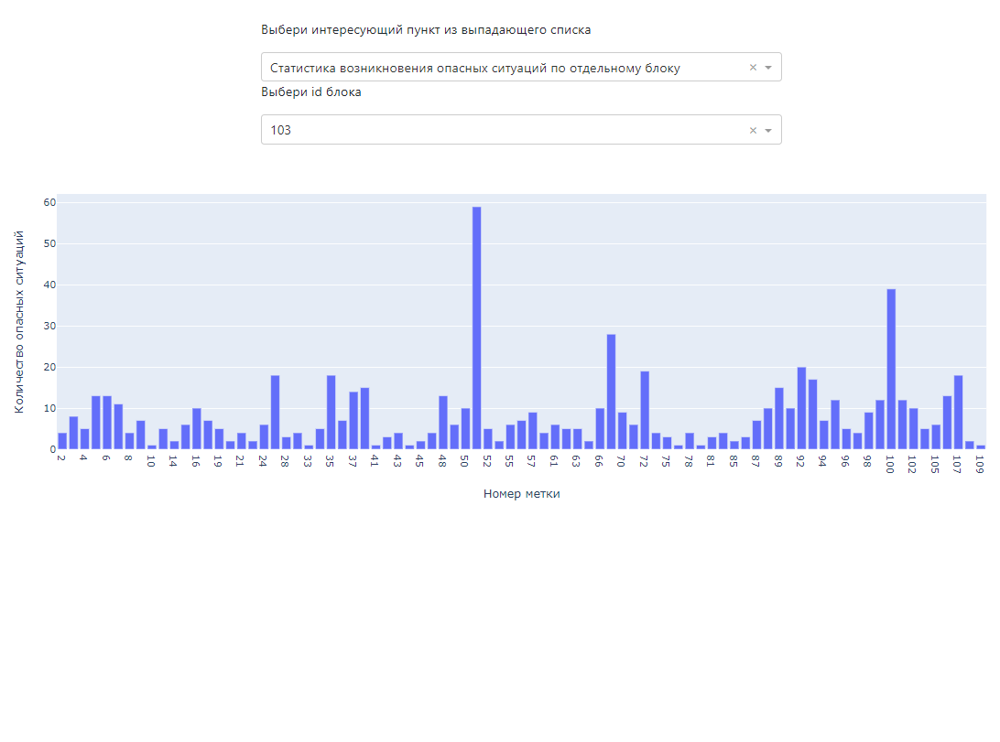 Выбери интересующий пункт из выпадающего списка
Статистика возникновения опасных ситуаций по отдельному блоку
Выбери id блока
103
Количество опасных ситуаций
60
50
40
30
20
10
0
2 4 6 8 10 14 16 19 21 24 28 33 35 37 41 43 45 48 50 52 55 57 61 63 66 70 72 75 78 81 85 87 89 92 94 96 98 100 102 105 107 109
Номер метки